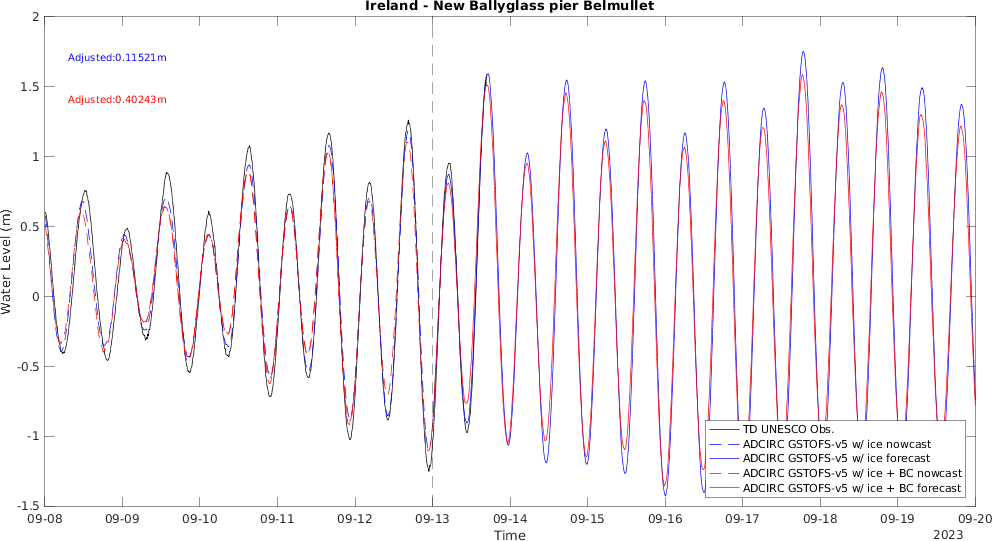 Ireland - New Ballyglass pier Belmullet
Adjusted:0.11521m
Adjusted:0.40243m
Water Level (m)
2
1.5
1
0.5
0
-0.5
-1
-1.5
TD UNESCO Obs.
ADCIRC GSTOFS-v5 w/ ice nowcast
ADCIRC GSTOFS-v5 w/ ice forecast
ADCIRC GSTOFS-v5 w/ ice + BC nowcast
ADCIRC GSTOFS-v5 w/ ice + BC forecast
09-08 09-09 09-10 09-11 09-12 09-13 09-14 09-15 09-16 09-17 09-18 09-19 09-20
Time
2023